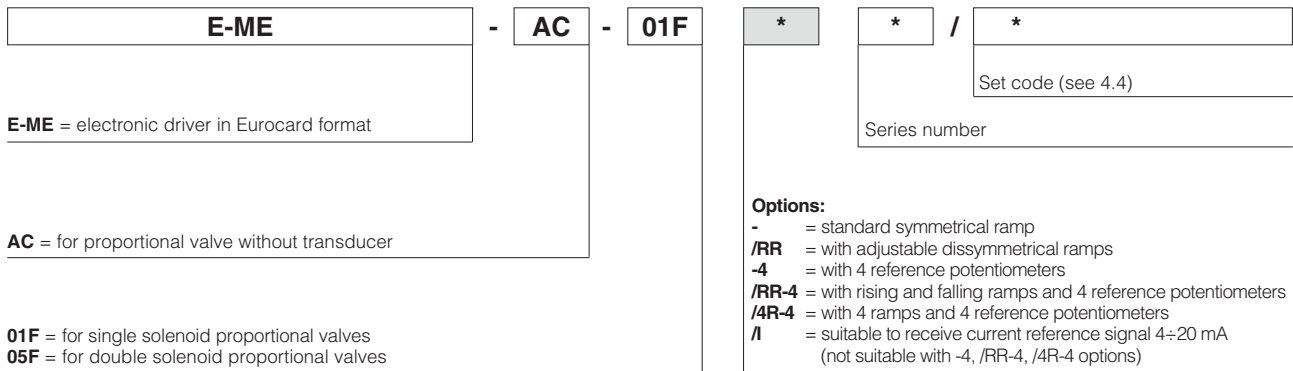 E-ME - AC - 01F * * / *
Set code (see 4.4)
E-ME = electronic driver in Eurocard format
Series number
AC = for proportional valve without transducer
01F = for single solenoid proportional valves
05F = for double solenoid proportional valves
Options:
- = standard symmetrical ramp
/RR = with adjustable dissymmetrical ramps
-4 = with 4 reference potentiometers
/RR-4 = with rising and falling ramps and 4 reference potentiometers
/4R-4 = with 4 ramps and 4 reference potentiometers
/I = suitable to receive current reference signal 4÷20 mA
(not suitable with -4, /RR-4, /4R-4 options)